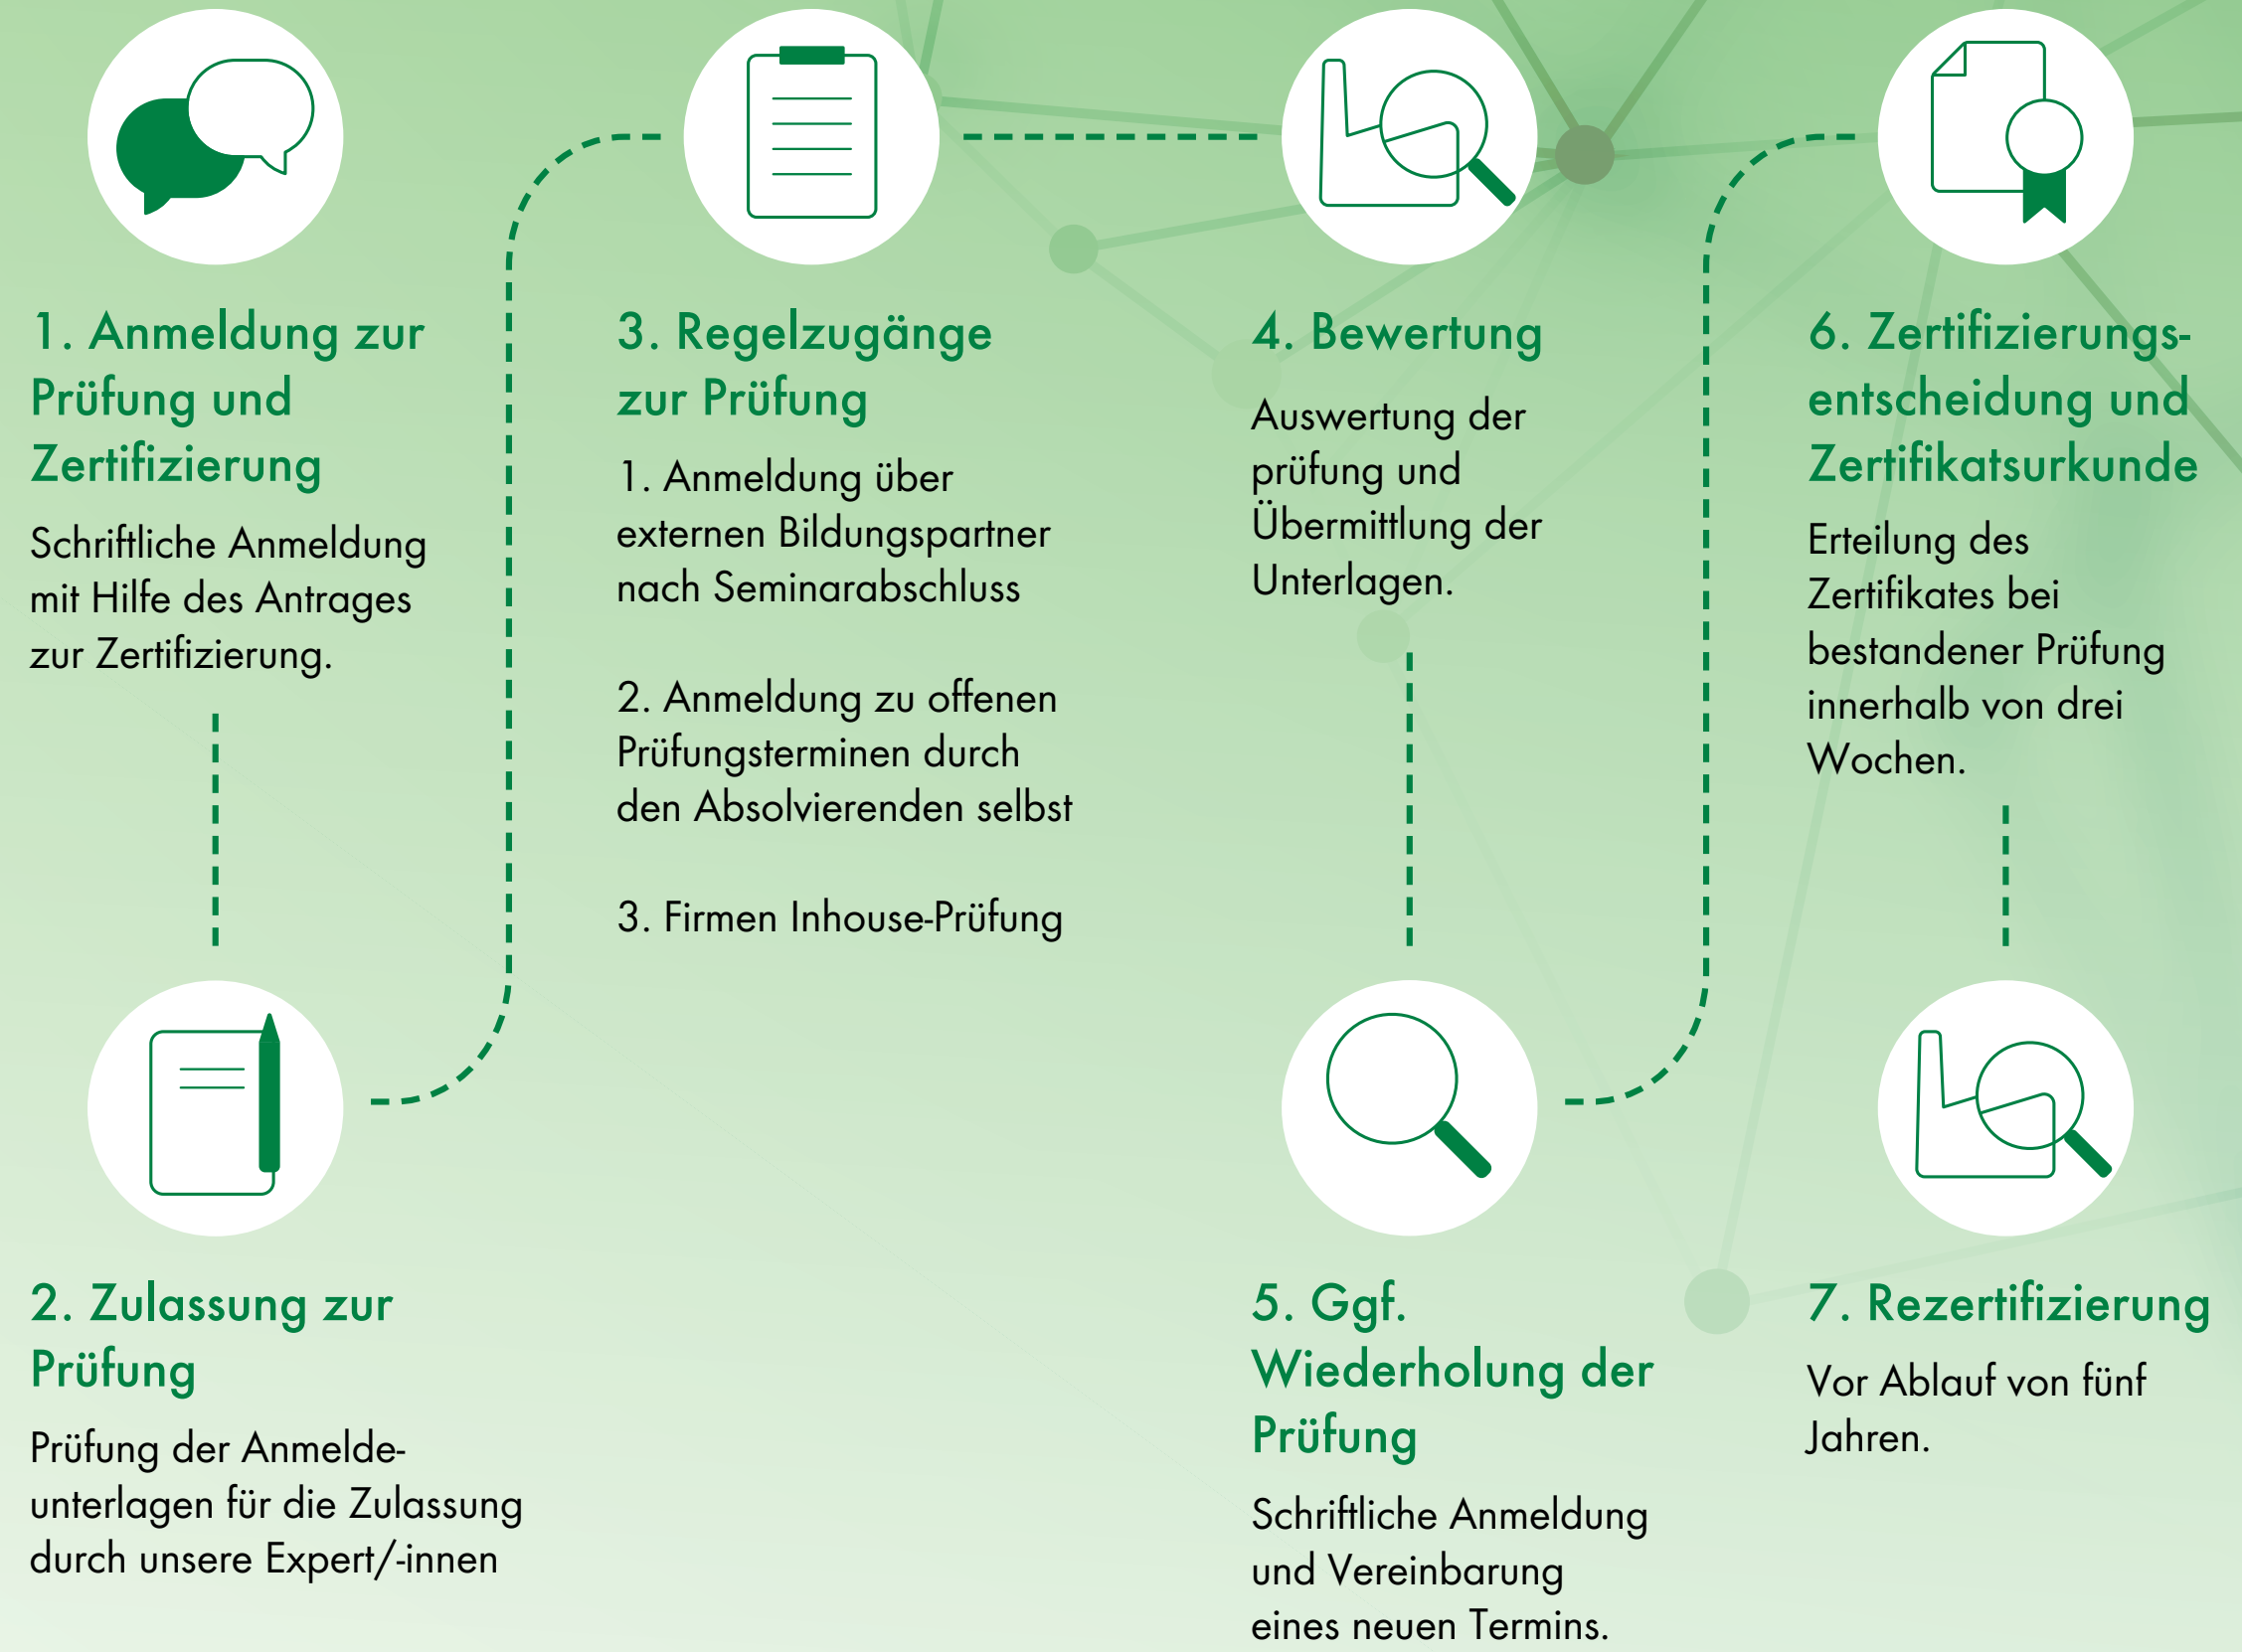 1. Anmeldung zur
Prüfung und
Zertifizierung
Schriftliche Anmeldung
mit Hilfe des Antrages
zur Zertifizierung.
2. Zulassung zur
Prüfung
Prüfung der Anmelde-
unterlagen für die Zulassung
durch unsere Expert/-innen
3. Regelzugänge
zur Prüfung
1. Anmeldung über
externen Bildungspartner
nach Seminarabschluss
2. Anmeldung zu offenen
Prüfungsterminen durch
den Absolvierenden selbst
3. Firmen Inhouse-Prüfung
4. Bewertung
Auswertung der
prüfung und
Übermittlung der
Unterlagen.
5. Ggf.
Wiederholung der
Prüfung
Schriftliche Anmeldung
und Vereinbarung
eines neuen Termins.
6. Zertifizierungs-
entscheidung und
Zertifikatsurkunde
Erteilung des
Zertifikates bei
bestandener Prüfung
innerhalb von drei
Wochen.
7. Rezertifizierung
Vor Ablauf von fünf
Jahren.